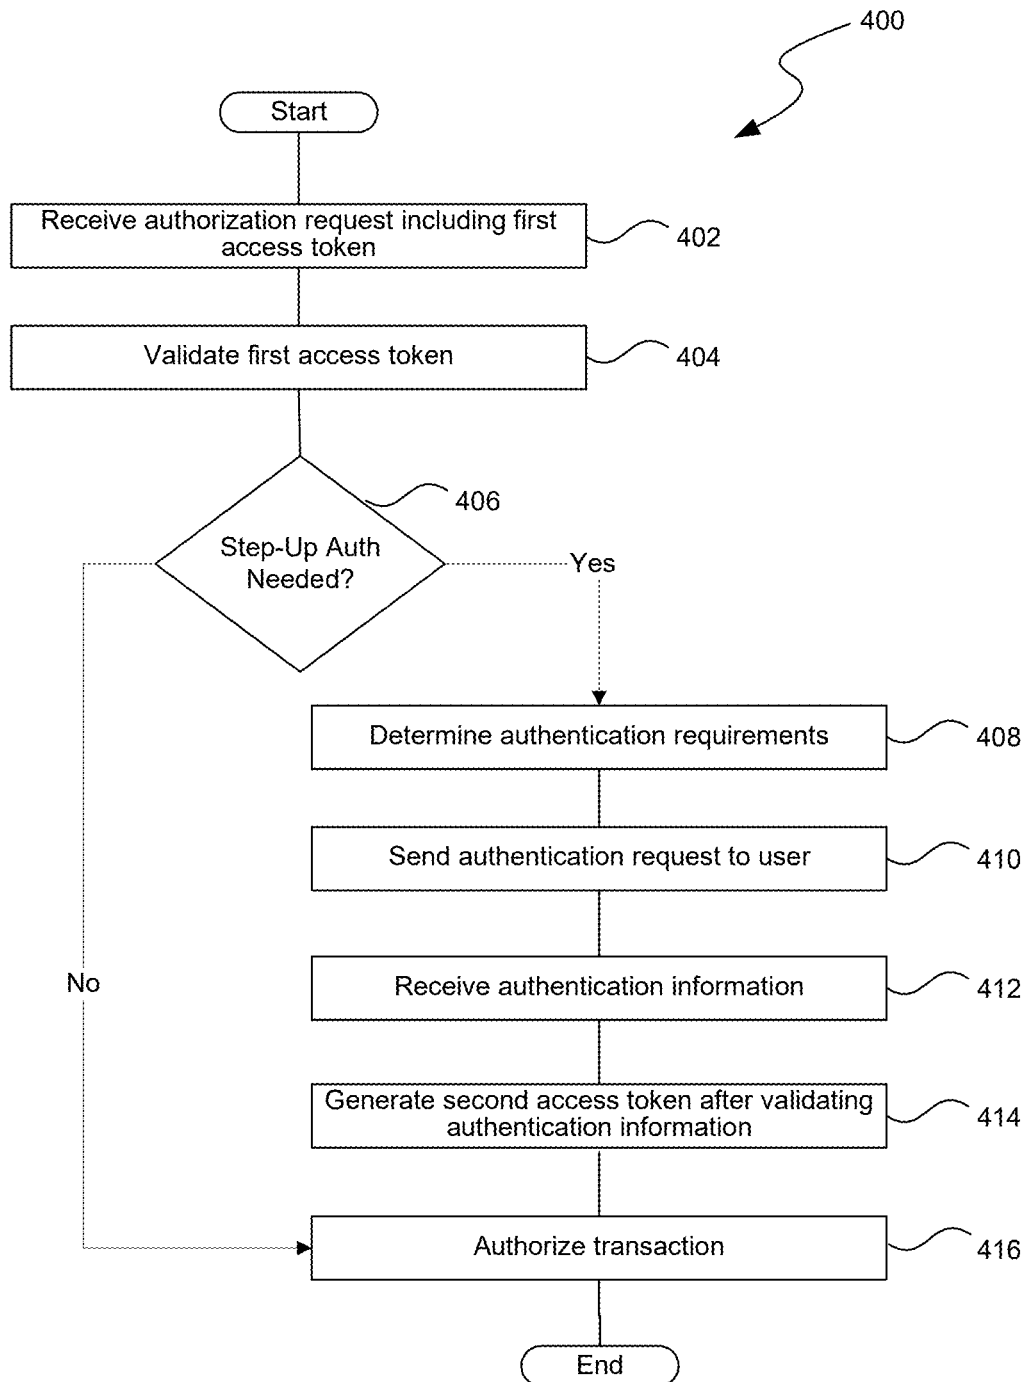 400
Start
Receive authorization request including first
access token
402
Validate first access token
404
406
Step-Up Auth
Needed?
Yes
Determine authentication requirements
408
Send authentication request to user
410
No
Receive authentication information
412
Generate second access token after validating
authentication information
414
Authorize transaction
416
End